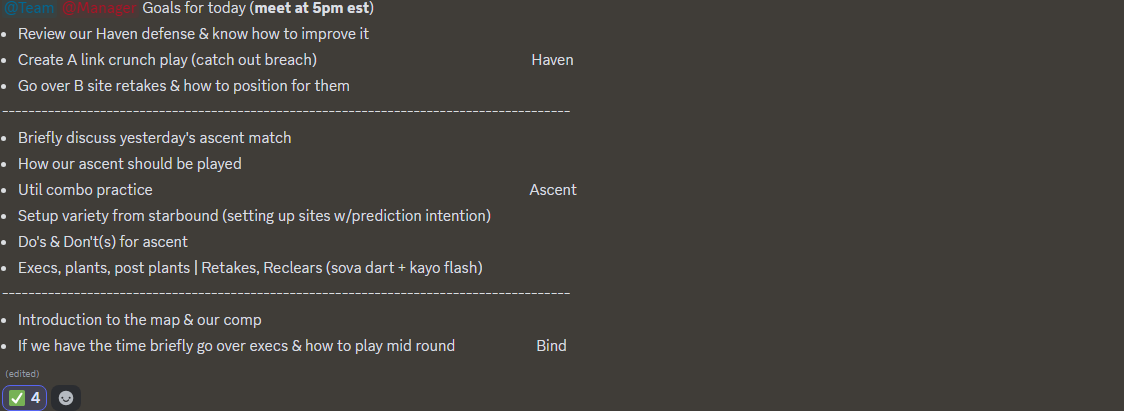 @Team @Manager Goals for today (meet at 5pm est)
• Review our Haven defense & know how to improve it
• Create A link crunch play (catch out breach) Haven
• Go over B site retakes & how to position for them
--------------------------------------------------------------------------------------
• Briefly discuss yesterday's ascent match
• How our ascent should be played
• Util combo practice Ascent
• Setup variety from starbound (setting up sites w/prediction intention)
• Do's & Don't(s) for ascent
• Execs, plants, post plants | Retakes, Reclears (sova dart + kayo flash)
--------------------------------------------------------------------------------------
• Introduction to the map & our comp
• If we have the time briefly go over execs & how to play mid round Bind
(edited)
✅ 4